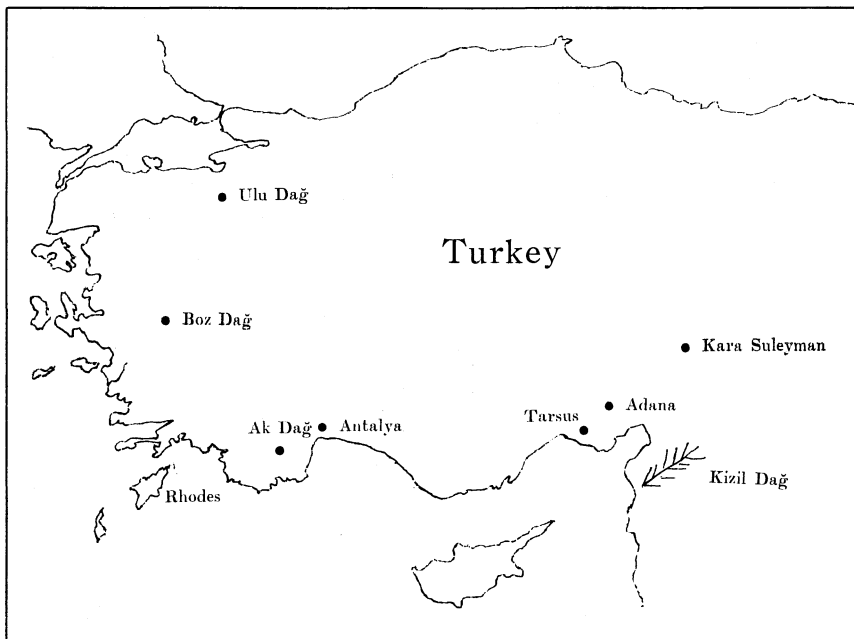 Ulu Dağ
Turkey
Boz Dağ
Kara Suleyman
Adana
Tarsus
Antalya
Ak Dağ
Kizil Dağ
Rhodes